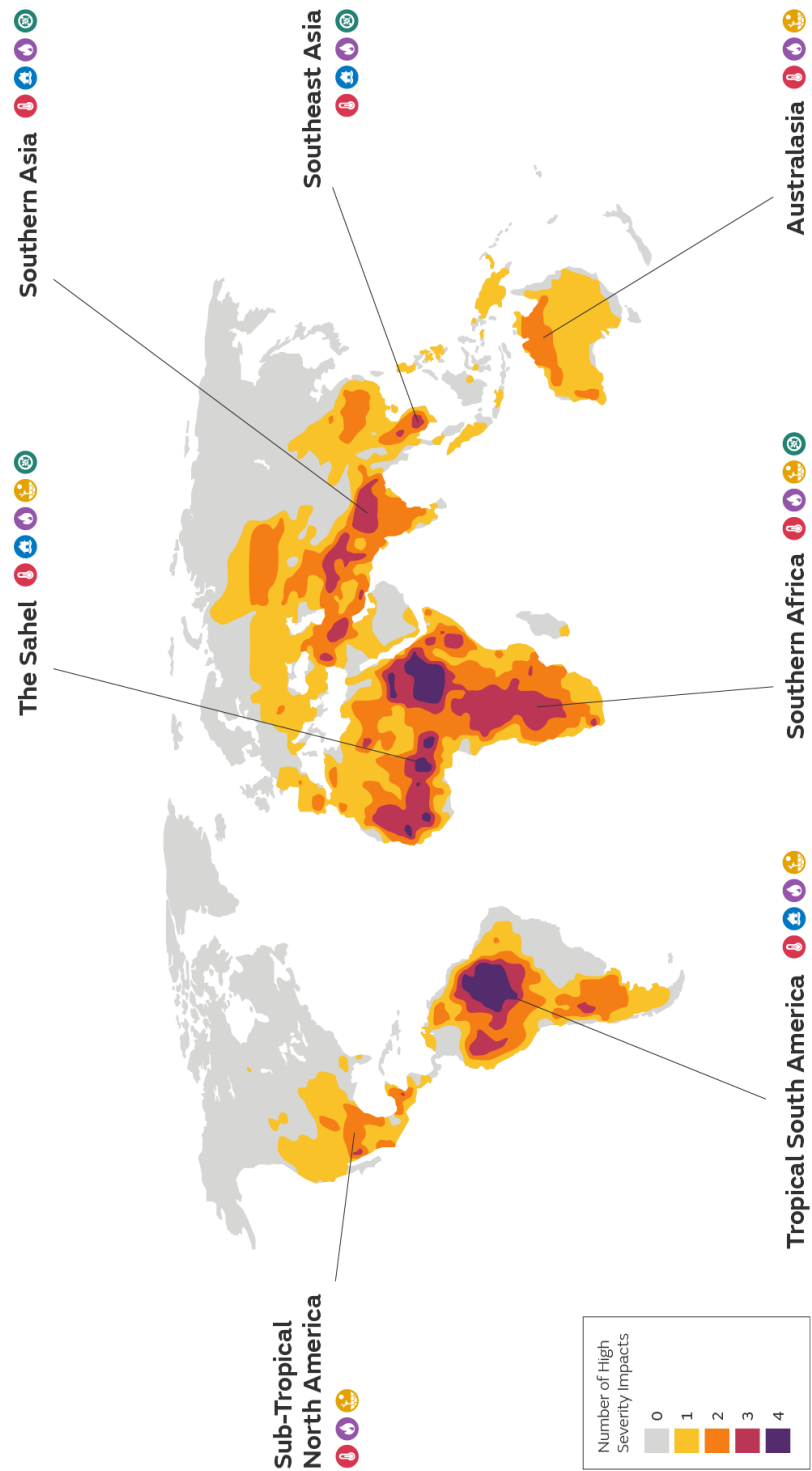 The Sahel
Southern Asia
Sub-Tropical
North America
Southeast Asia
Number of High
Severity Impacts
0
1
2
3
4
Tropical South America
Southern Africa
Australasia